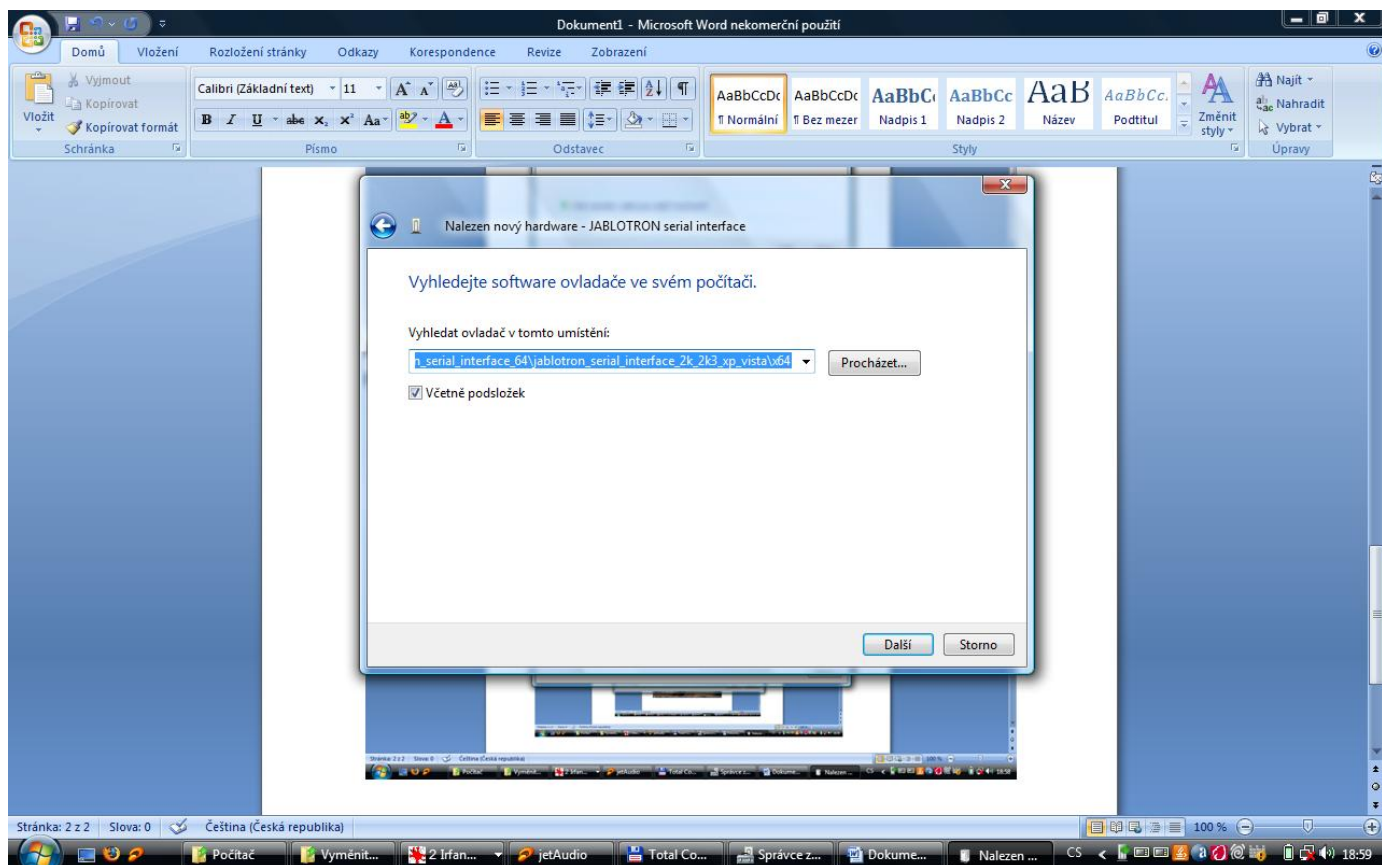 Dokument1 - Microsoft Word nekomerční použití
Domů Vložení Rozložení stránky Odkazy Korespondence Revize Zobrazení
Vložit
Vyjmout
Kopírovat
Kopírovat formát
Schránka
Calibri (Základní text) 11
Písmo
Odstavec
AaBbCcDc AaBbCcDc AaBbC AaBbCc AaB AaBbCc.
¶ Normální ¶ Bez mezer Nadpis 1 Nadpis 2 Název Podtitul
Styly
Změnit
styly
Najít
Nahradit
Vybrat
Úpravy
Nalezen nový hardware - JABLOTRON serial interface
Vyhledejte software ovladače ve svém počítači.
Vyhledat ovladač v tomto umístění:
n_serial_interface_64\jablotron_serial_interface_2k_2k3_xp_vista\x64 Procházet...
Včetně podsložek
Další Storno
Stránka: 2 z 2 Slova: 0 Čeština (Česká republika) 100 %
Počítač Vyměnit... 2 Irfan... jetAudio Total Co... Správce z... Dokume... Nalezen ... CS 18:59